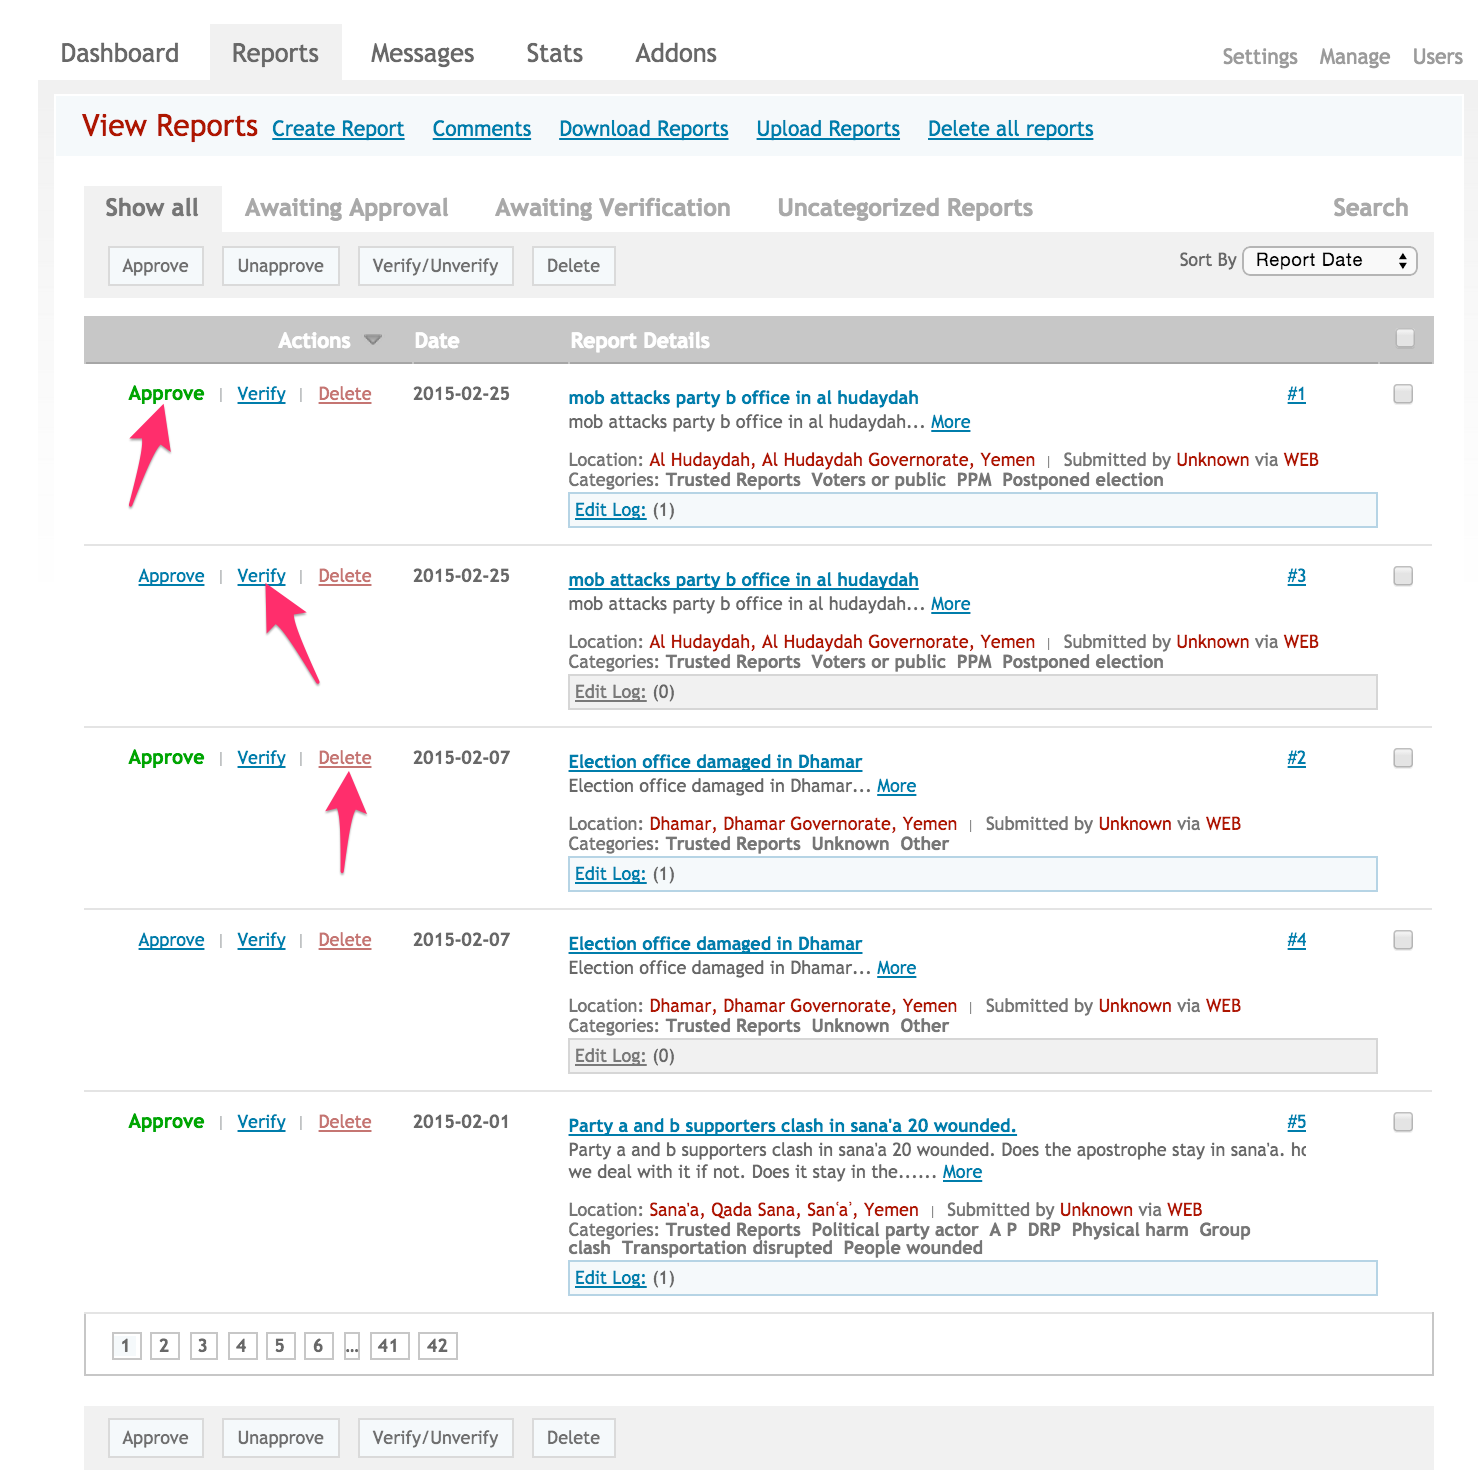 Dashboard Reports Messages Stats Addons Settings Manage Users
View Reports Create Report Comments Download Reports Upload Reports Delete all reports
Show all Awaiting Approval Awaiting Verification Uncategorized Reports Search
Approve Unapprove Verify/Unverify Delete Sort By Report Date
Actions Date Report Details
Approve | Verify | Delete 2015-02-25 mob attacks party b office in al hudaydah #1
mob attacks party b office in al hudaydah... More
Location: Al Hudaydah, Al Hudaydah Governorate, Yemen | Submitted by Unknown via WEB
Categories: Trusted Reports Voters or public PPM Postponed election
Edit Log: (1)
Approve | Verify | Delete 2015-02-25 mob attacks party b office in al hudaydah #3
mob attacks party b office in al hudaydah... More
Location: Al Hudaydah, Al Hudaydah Governorate, Yemen | Submitted by Unknown via WEB
Categories: Trusted Reports Voters or public PPM Postponed election
Edit Log: (0)
Approve | Verify | Delete 2015-02-07 Election office damaged in Dhamar #2
Election office damaged in Dhamar... More
Location: Dhamar, Dhamar Governorate, Yemen | Submitted by Unknown via WEB
Categories: Trusted Reports Unknown Other
Edit Log: (1)
Approve | Verify | Delete 2015-02-07 Election office damaged in Dhamar #4
Election office damaged in Dhamar... More
Location: Dhamar, Dhamar Governorate, Yemen | Submitted by Unknown via WEB
Categories: Trusted Reports Unknown Other
Edit Log: (0)
Approve | Verify | Delete 2015-02-01 Party a and b supporters clash in sana'a 20 wounded. #5
Party a and b supporters clash in sana'a 20 wounded. Does the apostrophe stay in sana'a.
we deal with it if not. Does it stay in the...... More
Location: Sana'a, Qada Sana, Sanʿaʾ, Yemen | Submitted by Unknown via WEB
Categories: Trusted Reports Political party actor A P DRP Physical harm Group
clash Transportation disrupted People wounded
Edit Log: (1)
1 2 3 4 5 6 ... 41 42
Approve Unapprove Verify/Unverify Delete